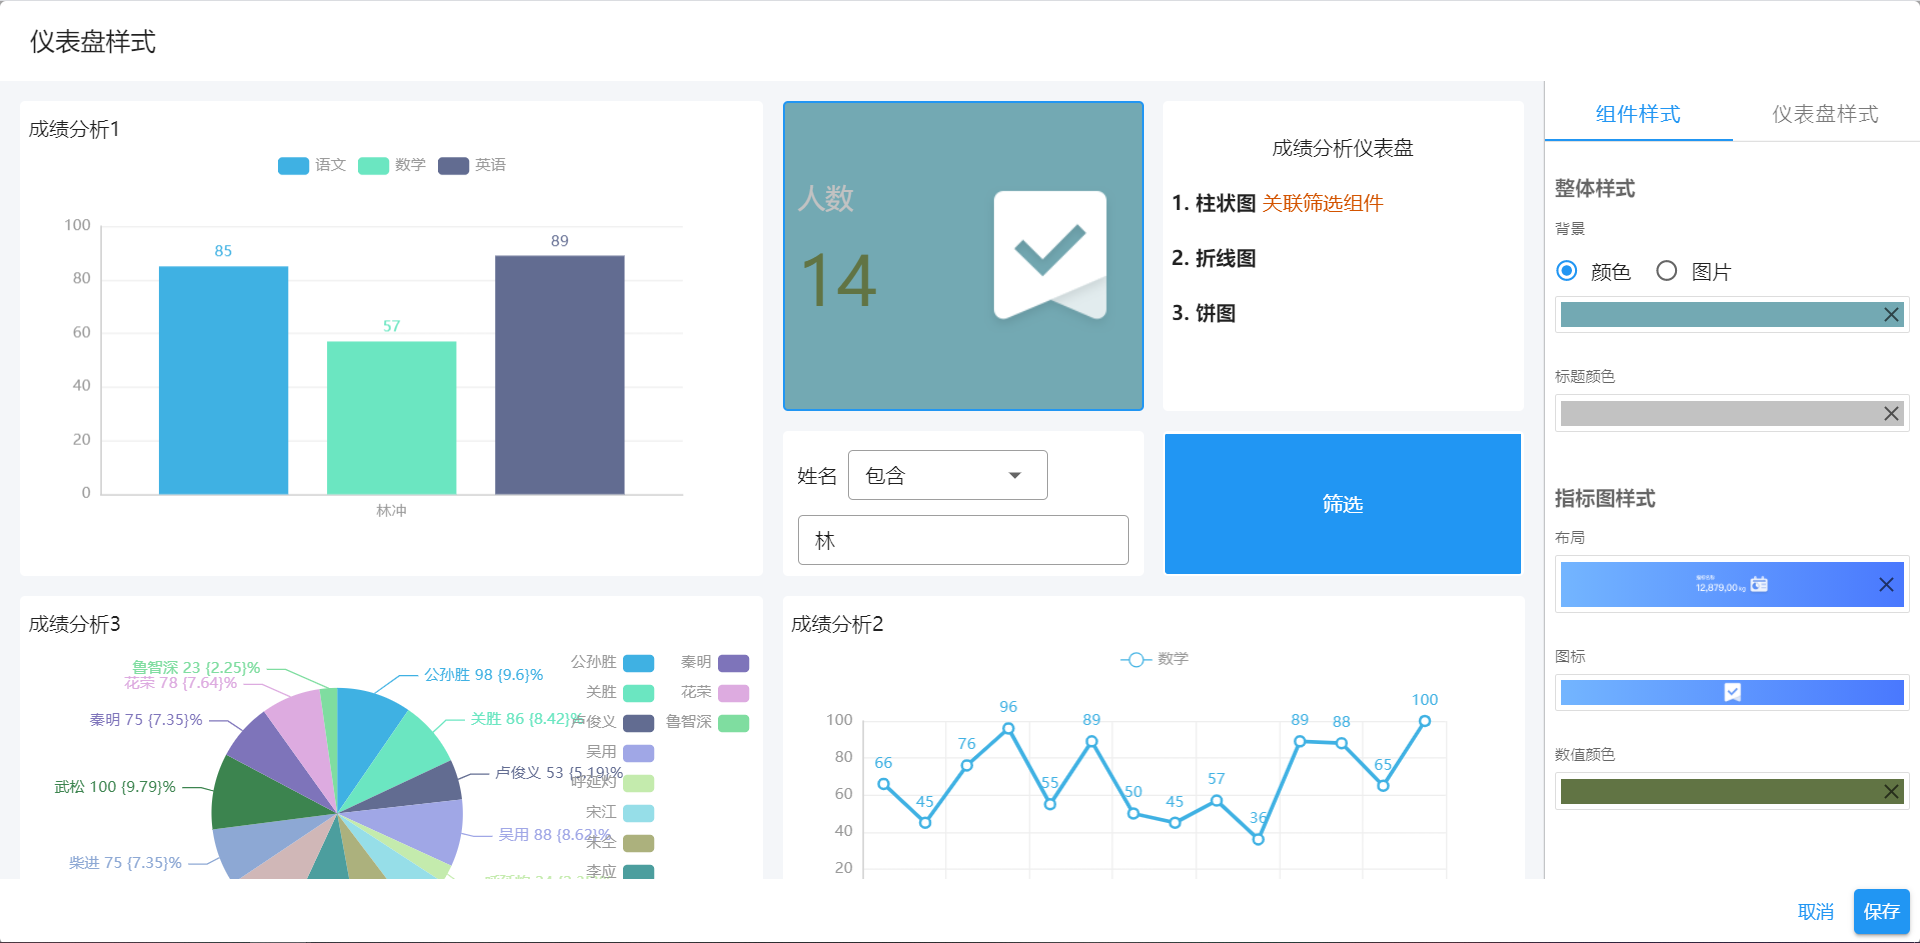 仪表盘样式
成绩分析1
语文 数学 英语
100
80
60
40
20
0
85
57
89
林冲
人数
14
成绩分析仪表盘
1. 柱状图 关联筛选组件
2. 折线图
3. 饼图
姓名 包含
林
筛选
成绩分析3
鲁智深 23 {2.25}%
花荣 78 {7.64}%
秦明 75 {7.35}%
武松 100 {9.79}%
柴进 75 {7.35}%
公孙胜 98 {9.6}%
关胜 86 {8.42}%
卢俊义 53 {5.19}%
吴用 88 {8.62}%
公孙胜 秦明
关胜 花荣
卢俊义 鲁智深
吴用
呼延灼
宋江
朱仝
李应
成绩分析2
数学
100
80
60
40
20
66
45
76
96
55
89
50
45
57
36
89
88
65
100
组件样式 仪表盘样式
整体样式
背景
颜色 图片
标题颜色
指标图样式
布局
12,879,00 kg
图标
数值颜色
取消 保存